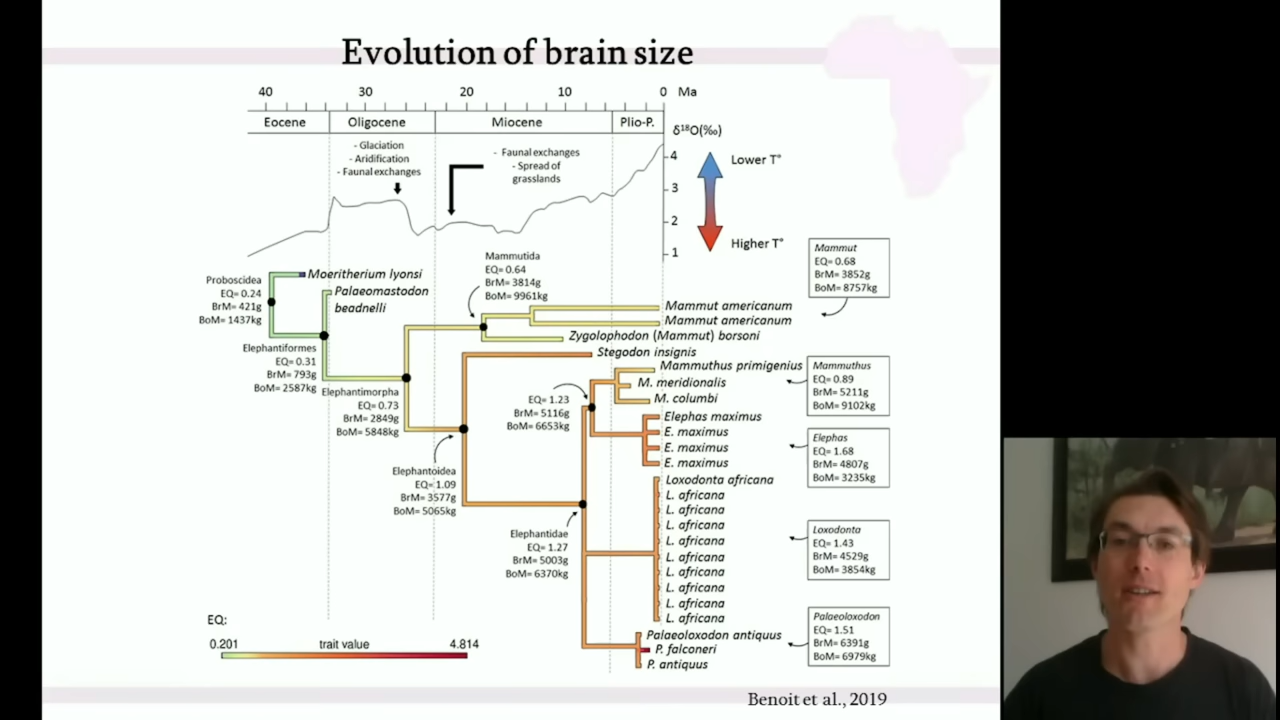 Evolution of brain size
40 30 20 10 0 Ma
Eocene Oligocene Miocene Plio-P.
δ¹⁸O(‰)
- Glaciation
- Aridification
- Faunal exchanges
- Faunal exchanges
- Spread of
grasslands
4
3
2
1
Lower T°
Higher T°
Mammut
EQ= 0.68
BrM= 3852g
BoM= 8757kg
Mammutida
EQ= 0.64
BrM= 3814g
BoM= 9961kg
Proboscidea
EQ= 0.24
BrM= 421g
BoM= 1437kg
Moeritherium lyonsi
Palaeomastodon
beadnelli
Mammut americanum
Mammut americanum
Zygolophodon (Mammut) borsoni
Elephantiformes
EQ= 0.31
BrM= 793g
BoM= 2587kg
Stegodon insignis
Mammuthus primigenius
M. meridionalis
M. columbi
Mammuthus
EQ= 0.89
BrM= 5211g
BoM= 9102kg
Elephantimorpha
EQ= 0.73
BrM= 2849g
BoM= 5848kg
EQ= 1.23
BrM= 5116g
BoM= 6653kg
Elephas maximus
E. maximus
E. maximus
E. maximus
Elephas
EQ= 1.68
BrM= 4807g
BoM= 3235kg
Elephantoidea
EQ= 1.09
BrM= 3577g
BoM= 5065kg
Loxodonta africana
L. africana
L. africana
L. africana
L. africana
L. africana
L. africana
L. africana
L. africana
L. africana
Loxodonta
EQ= 1.43
BrM= 4529g
BoM= 3854kg
Elephantidae
EQ= 1.27
BrM= 5003g
BoM= 6370kg
Palaeoloxodon antiquus
P. falconeri
P. antiquus
Palaeoloxodon
EQ= 1.51
BrM= 6391g
BoM= 6979kg
EQ:
0.201 trait value 4.814
Benoit et al., 2019